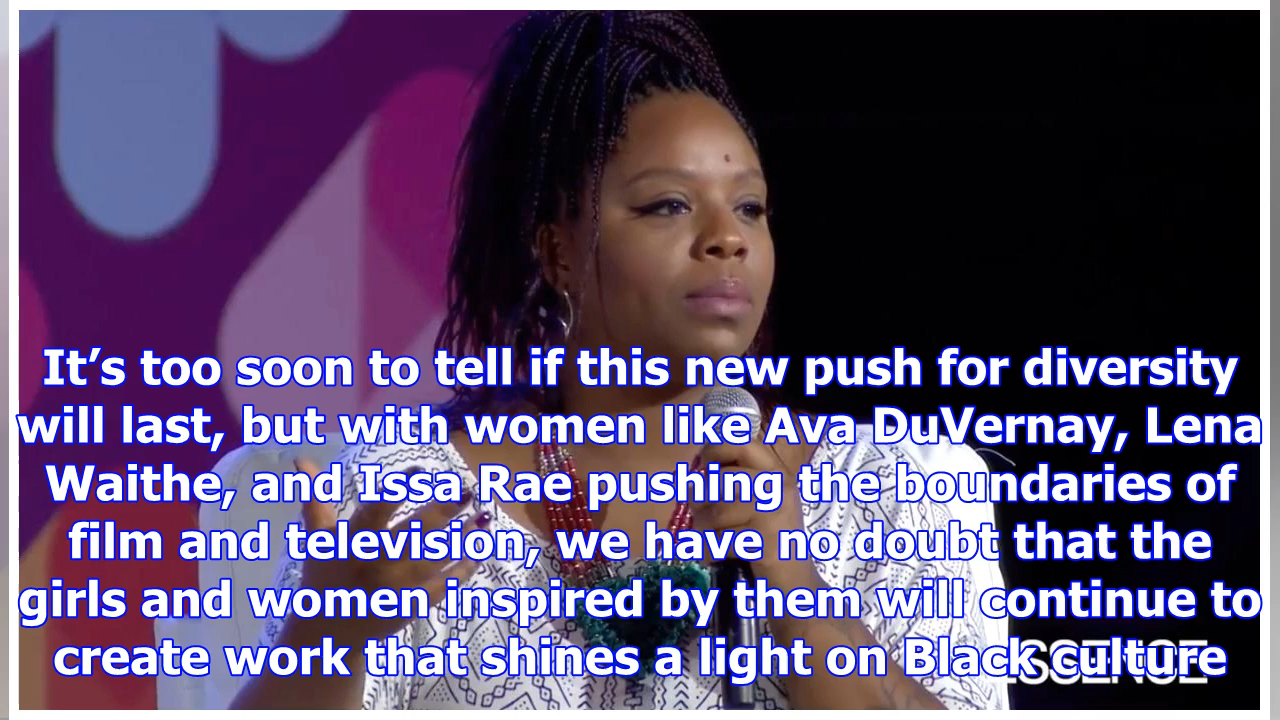 It’s too soon to tell if this new push for diversity
will last, but with women like Ava DuVernay, Lena
Waithe, and Issa Rae pushing the boundaries of
film and television, we have no doubt that the
girls and women inspired by them will continue to
create work that shines a light on Black culture
ESSENCE